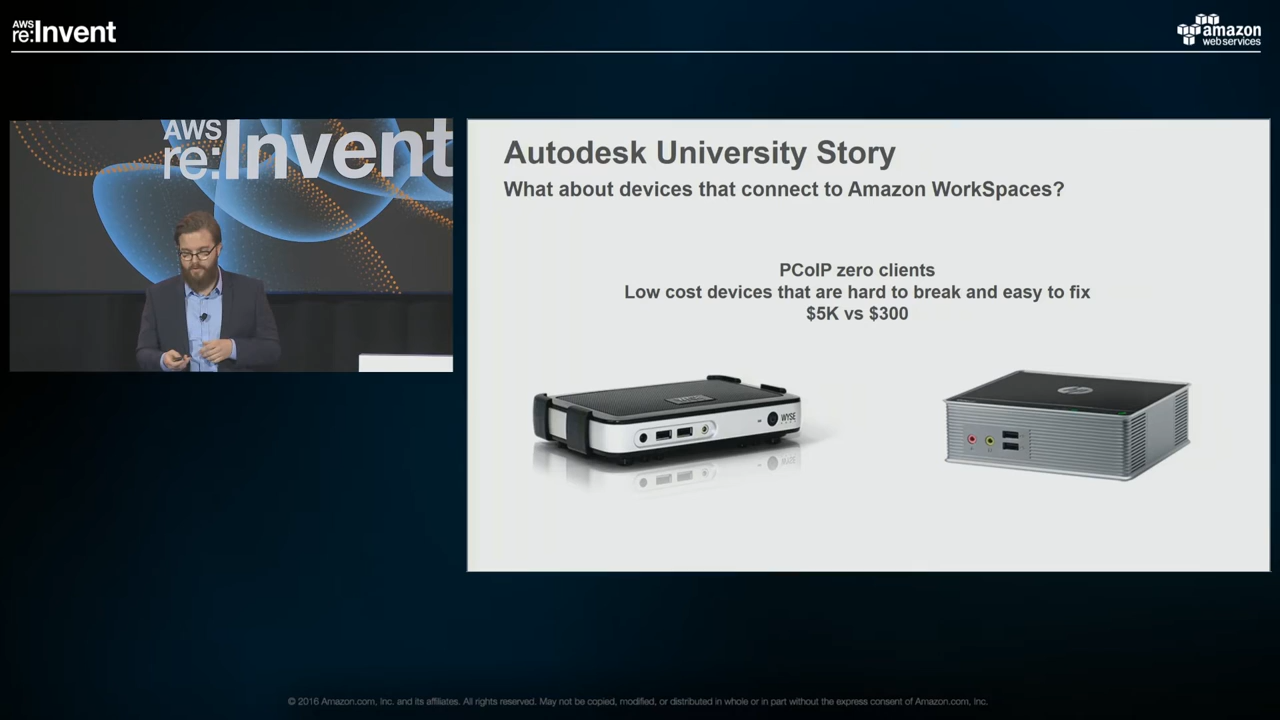 AWS
re:Invent
amazon
web services
AWS
re:Invent
Autodesk University Story
What about devices that connect to Amazon WorkSpaces?
PCoIP zero clients
Low cost devices that are hard to break and easy to fix
$5K vs $300
WYSE
hp
© 2016 Amazon.com, Inc. and its affiliates. All rights reserved. May not be copied, modified, or distributed in whole or in part without the express consent of Amazon.com, Inc.